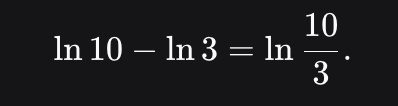 ln 10 − ln 3 = ln 10/3.